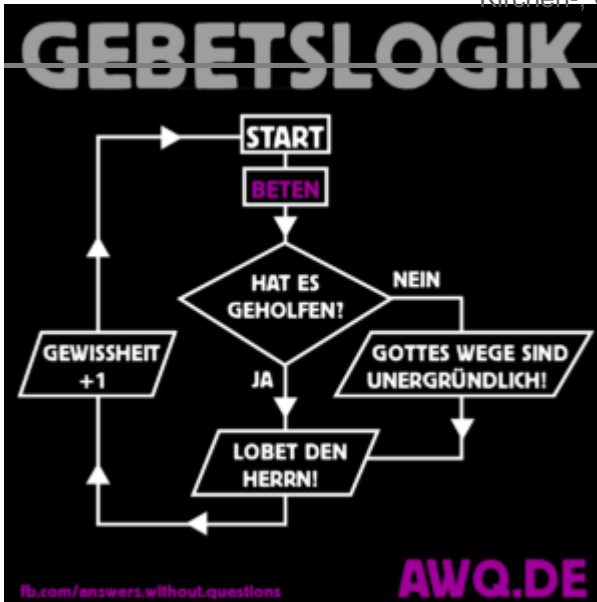 GEBETSLOGIK
START
BETEN
HAT ES
GEHOLFEN?
NEIN
GOTTES WEGE SIND
UNERGRÜNDLICH!
JA
LOBET DEN
HERRN!
GEWISSHEIT
+1
fb.com/answers.without.questions
AWQ.DE